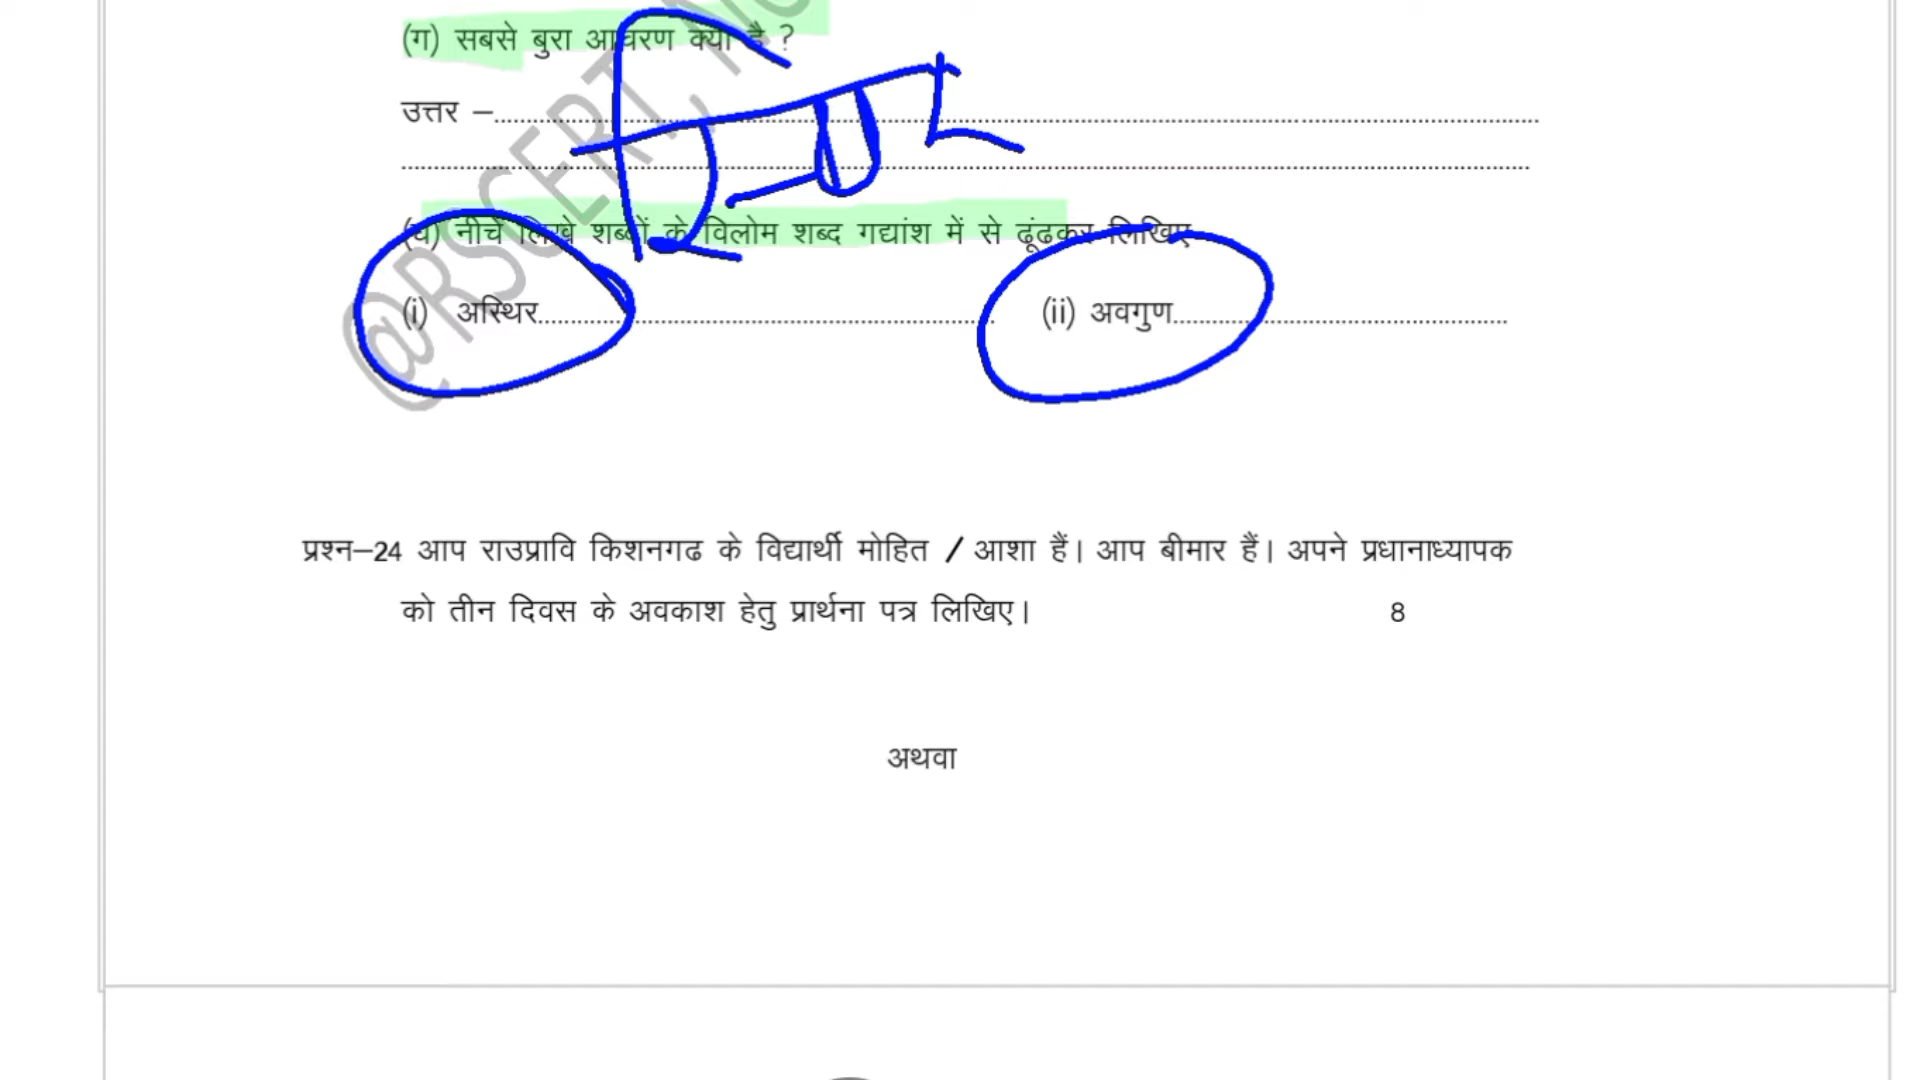 (ग) सबसे बुरा आचरण क्या है ?
उत्तर –
(घ) नीचे लिखे शब्दों के विलोम शब्द गद्यांश में से ढूंढकर लिखिए
(i) अस्थिर (ii) अवगुण
@RSCERT,
प्रश्न–24 आप राउप्रावि किशनगढ के विद्यार्थी मोहित / आशा हैं। आप बीमार हैं। अपने प्रधानाध्यापक
को तीन दिवस के अवकाश हेतु प्रार्थना पत्र लिखिए। 8
अथवा